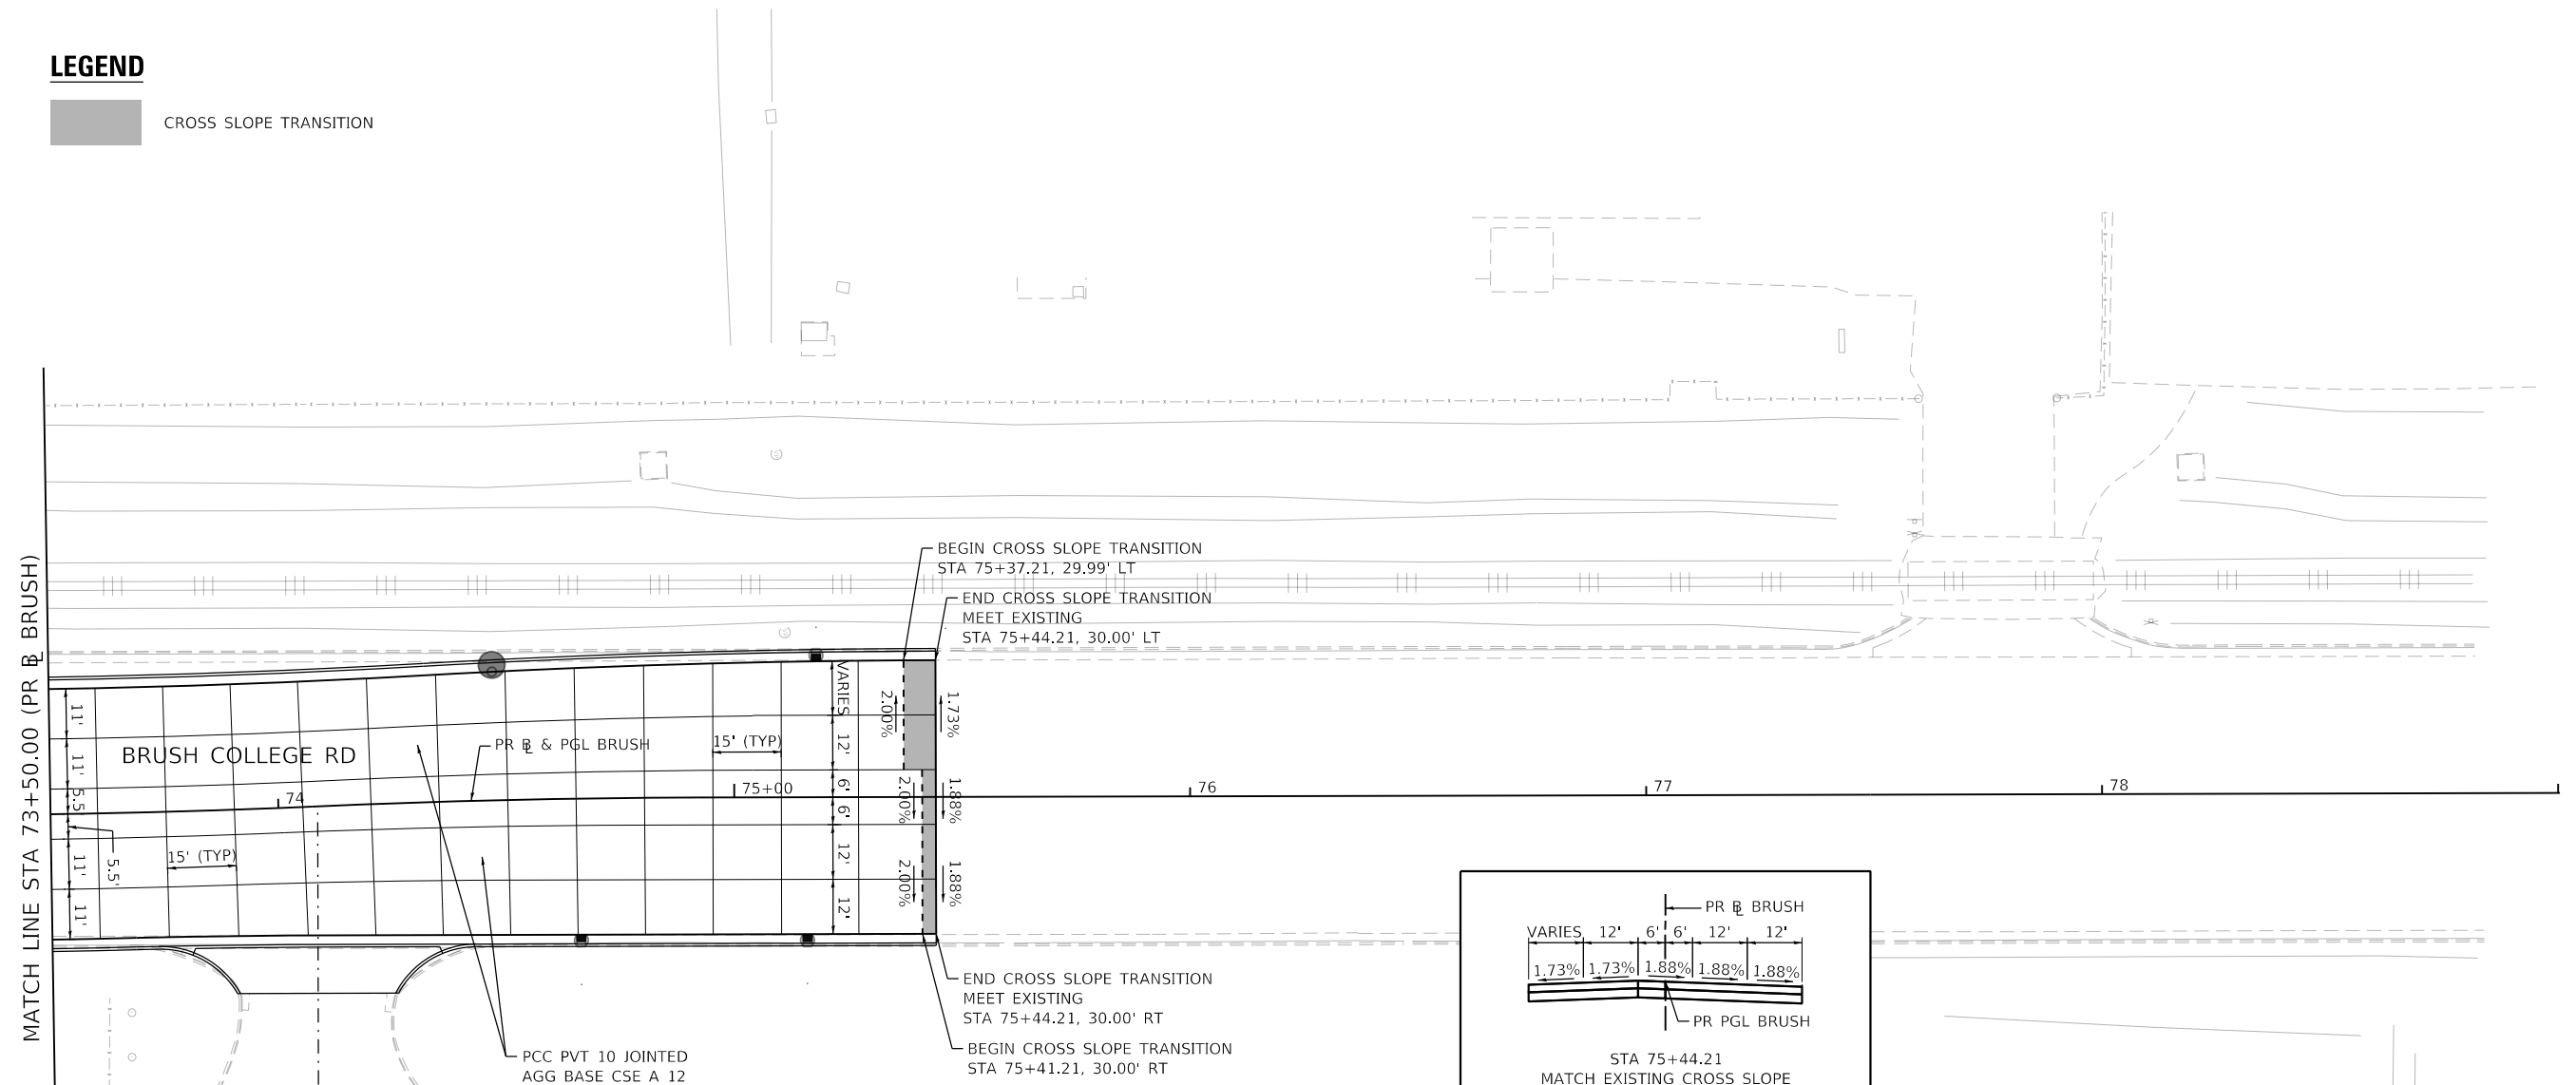 LEGEND
CROSS SLOPE TRANSITION
MATCH LINE STA 73+50.00 (PR BL BRUSH)
BEGIN CROSS SLOPE TRANSITION
STA 75+37.21, 29.99' LT
END CROSS SLOPE TRANSITION
MEET EXISTING
STA 75+44.21, 30.00' LT
BRUSH COLLEGE RD
PR BL & PGL BRUSH
15' (TYP)
15' (TYP)
11'
11'
5.5'
5.5'
11'
11'
VARIES
12'
6'
6'
12'
12'
2.00%
1.73%
2.00%
1.88%
2.00%
1.88%
74
75+00
76
77
78
END CROSS SLOPE TRANSITION
MEET EXISTING
STA 75+44.21, 30.00' RT
BEGIN CROSS SLOPE TRANSITION
STA 75+41.21, 30.00' RT
PCC PVT 10 JOINTED
AGG BASE CSE A 12
PR BL BRUSH
VARIES 12' 6' 6' 12' 12'
1.73% 1.73% 1.88% 1.88% 1.88%
PR PGL BRUSH
STA 75+44.21
MATCH EXISTING CROSS SLOPE